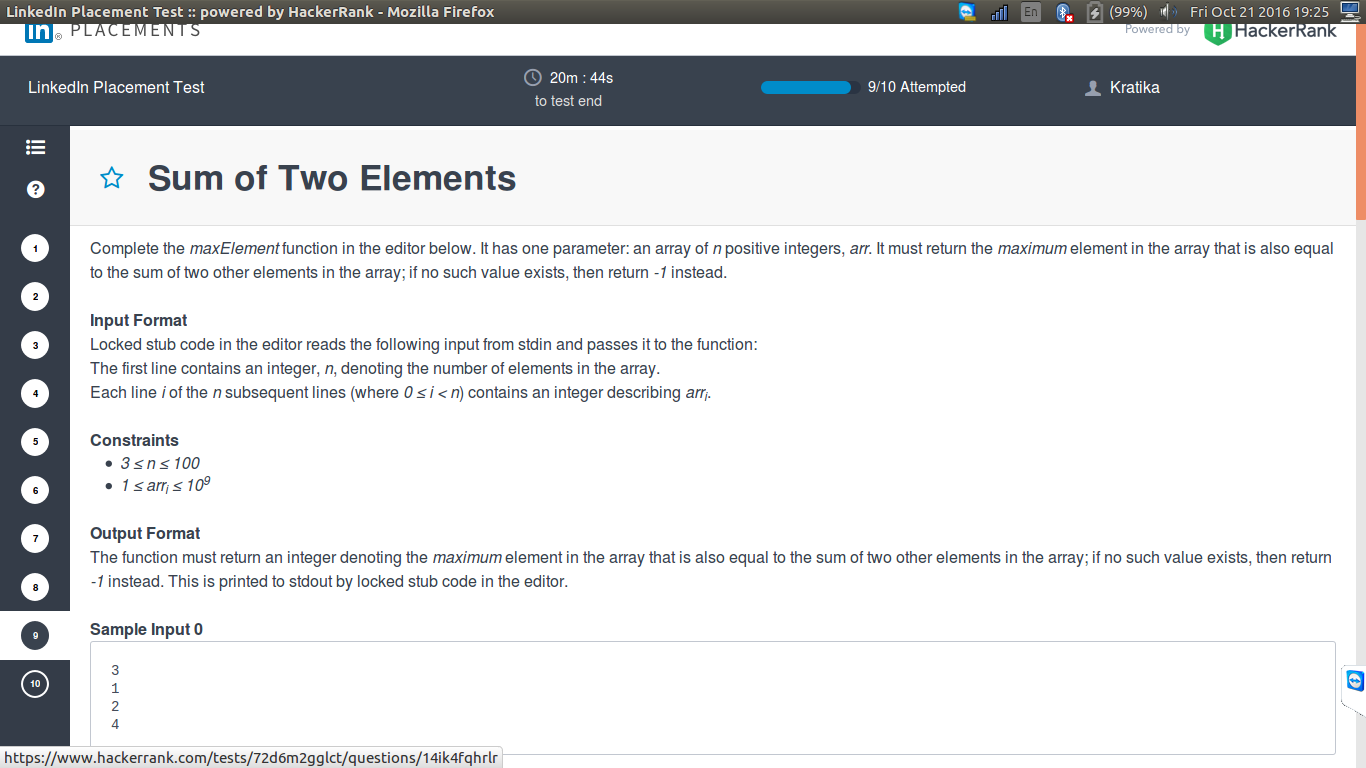 LinkedIn Placement Test :: powered by HackerRank - Mozilla Firefox
En
(99%)
Fri Oct 21 2016 19:25
in® PLACEMENTS
Powered by
H HackerRank
LinkedIn Placement Test
20m : 44s
to test end
9/10 Attempted
Kratika
?
1
2
3
4
5
6
7
8
9
10
Sum of Two Elements
Complete the maxElement function in the editor below. It has one parameter: an array of n positive integers, arr. It must return the maximum element in the array that is also equal
to the sum of two other elements in the array; if no such value exists, then return -1 instead.
Input Format
Locked stub code in the editor reads the following input from stdin and passes it to the function:
The first line contains an integer, n, denoting the number of elements in the array.
Each line i of the n subsequent lines (where 0 ≤ i < n) contains an integer describing arrᵢ.
Constraints
• 3 ≤ n ≤ 100
• 1 ≤ arrᵢ ≤ 10⁹
Output Format
The function must return an integer denoting the maximum element in the array that is also equal to the sum of two other elements in the array; if no such value exists, then return
-1 instead. This is printed to stdout by locked stub code in the editor.
Sample Input 0
3
1
2
4
https://www.hackerrank.com/tests/72d6m2gglct/questions/14ik4fqhrlr